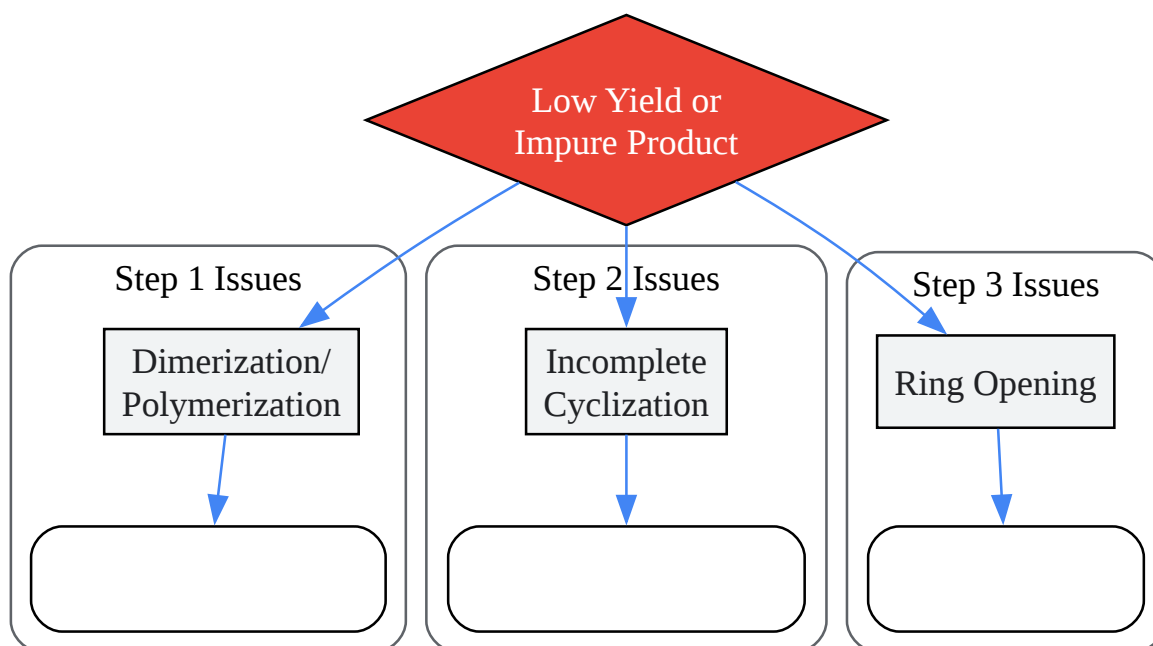 Low Yield or
Impure Product
Step 1 Issues
Dimerization/
Polymerization
Step 2 Issues
Incomplete
Cyclization
Step 3 Issues
Ring Opening